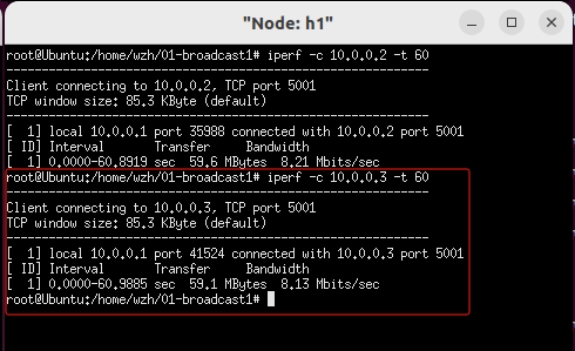 "Node: h1"
root@Ubuntu:/home/wzh/01-broadcast1# iperf -c 10.0.0.2 -t 60
------------------------------------------------------------
Client connecting to 10.0.0.2, TCP port 5001
TCP window size: 85.3 KByte (default)
------------------------------------------------------------
[  1] local 10.0.0.1 port 35988 connected with 10.0.0.2 port 5001
[ ID] Interval       Transfer     Bandwidth
[  1] 0.0000-60.8919 sec  59.6 MBytes  8.21 Mbits/sec
root@Ubuntu:/home/wzh/01-broadcast1# iperf -c 10.0.0.3 -t 60
------------------------------------------------------------
Client connecting to 10.0.0.3, TCP port 5001
TCP window size: 85.3 KByte (default)
------------------------------------------------------------
[  1] local 10.0.0.1 port 41524 connected with 10.0.0.3 port 5001
[ ID] Interval       Transfer     Bandwidth
[  1] 0.0000-60.9885 sec  59.1 MBytes  8.13 Mbits/sec
root@Ubuntu:/home/wzh/01-broadcast1#